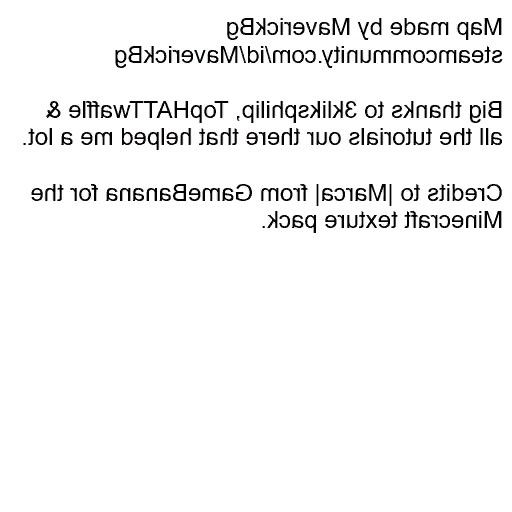 Map made by MaverickBg
steamcommmunity.com/id/MaverickBg
Big thanks to 3kliksphilip, TopHATTwaffle &
all the tutorials our there that helped me a lot.
Credits to |Marca| from GameBanana for the
Minecraft texture pack.